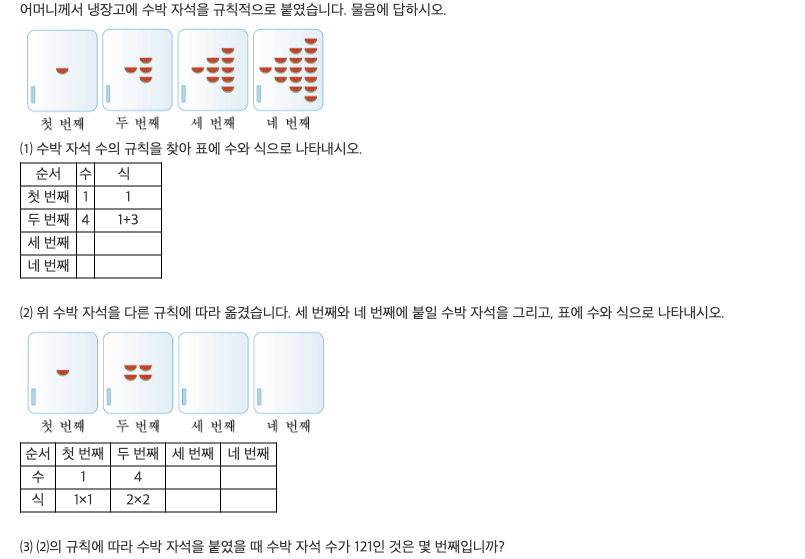 어머니께서 냉장고에 수박 자석을 규칙적으로 붙였습니다. 물음에 답하시오.
첫 번째 두 번째 세 번째 네 번째
(1) 수박 자석 수의 규칙을 찾아 표에 수와 식으로 나타내시오.
순서 수 식
첫 번째 1 1
두 번째 4 1+3
세 번째
네 번째
(2) 위 수박 자석을 다른 규칙에 따라 옮겼습니다. 세 번째와 네 번째에 붙일 수박 자석을 그리고, 표에 수와 식으로 나타내시오.
첫 번째 두 번째 세 번째 네 번째
순서 첫 번째 두 번째 세 번째 네 번째
수 1 4
식 1×1 2×2
(3) (2)의 규칙에 따라 수박 자석을 붙였을 때 수박 자석 수가 121인 것은 몇 번째입니까?